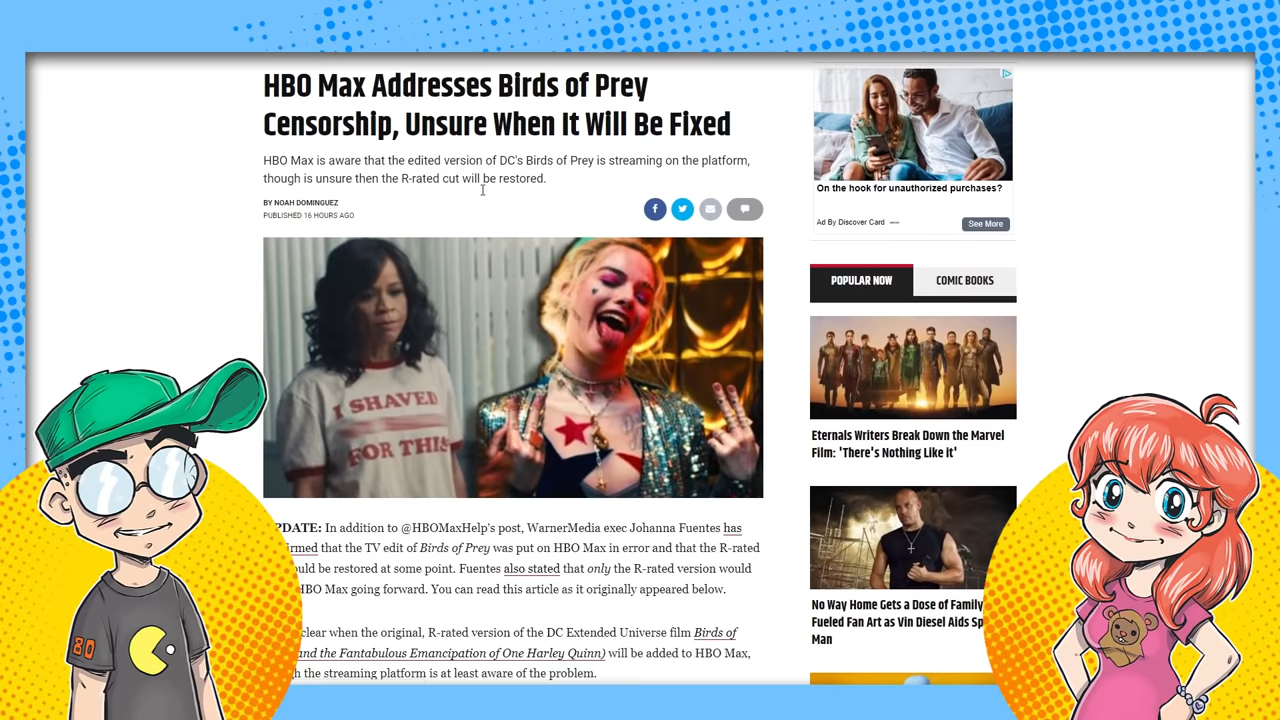 HBO Max Addresses Birds of Prey
Censorship, Unsure When It Will Be Fixed
HBO Max is aware that the edited version of DC's Birds of Prey is streaming on the platform,
though is unsure then the R-rated cut will be restored.
BY NOAH DOMINGUEZ
PUBLISHED 16 HOURS AGO
I SHAVED
FOR THIS
PDATE: In addition to @HBOMaxHelp's post, WarnerMedia exec Johanna Fuentes has
irmed that the TV edit of Birds of Prey was put on HBO Max in error and that the R-rated
ould be restored at some point. Fuentes also stated that only the R-rated version would
HBO Max going forward. You can read this article as it originally appeared below.
clear when the original, R-rated version of the DC Extended Universe film Birds of
and the Fantabulous Emancipation of One Harley Quinn) will be added to HBO Max,
h the streaming platform is at least aware of the problem.
On the hook for unauthorized purchases?
Ad By Discover Card
See More
POPULAR NOW
COMIC BOOKS
Eternals Writers Break Down the Marvel
Film: 'There's Nothing Like it'
No Way Home Gets a Dose of Family
Fueled Fan Art as Vin Diesel Aids Sp
Man
80